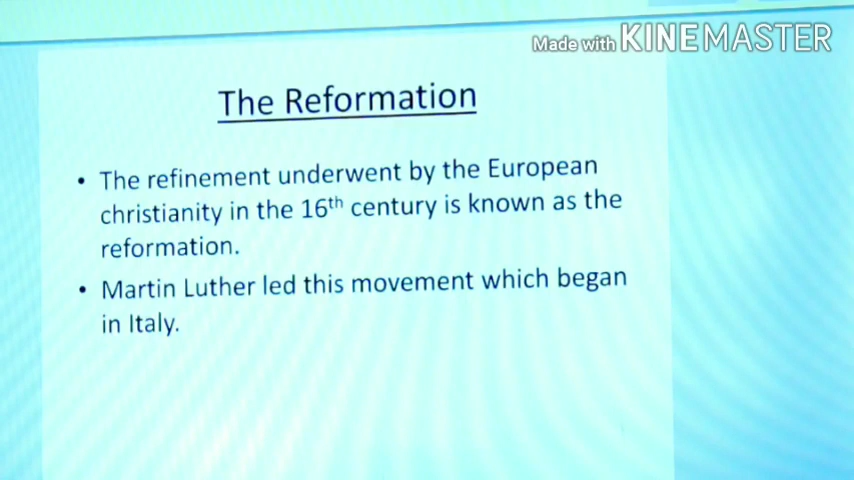 Made with KINEMASTER
The Reformation
• The refinement underwent by the European
christianity in the 16th century is known as the
reformation.
• Martin Luther led this movement which began
in Italy.